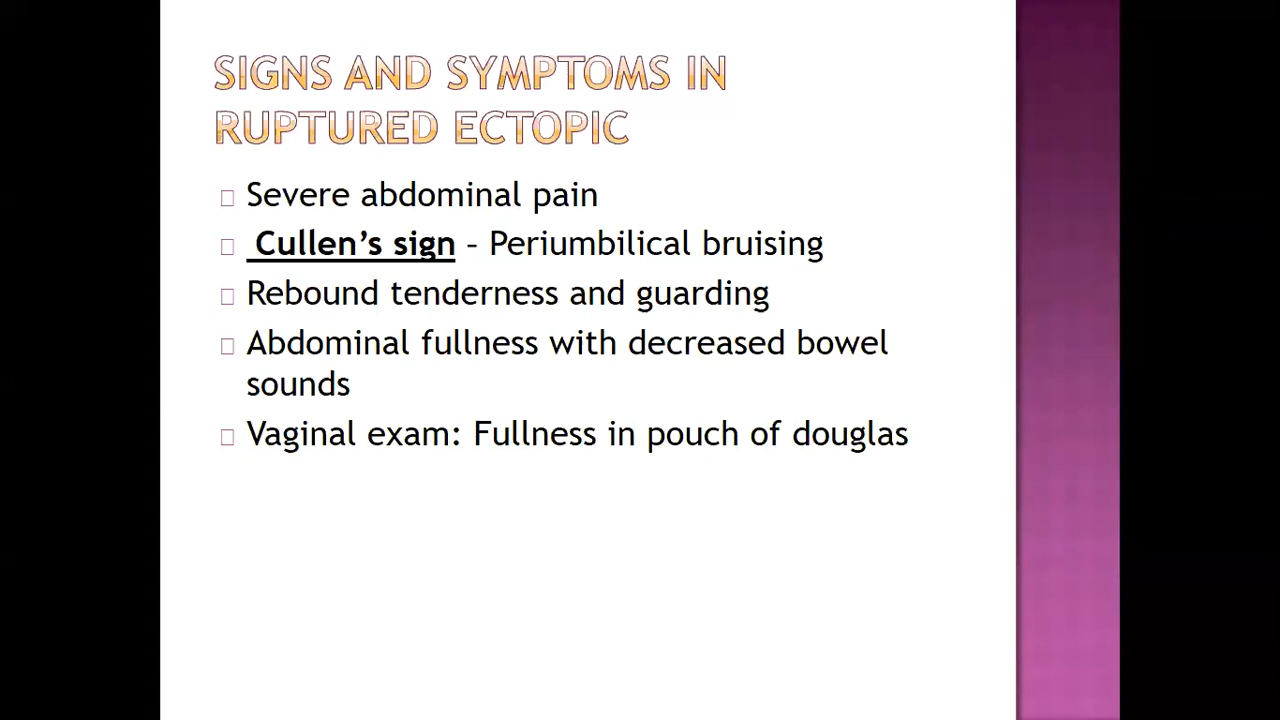 SIGNS AND SYMPTOMS IN
RUPTURED ECTOPIC
Severe abdominal pain
Cullen’s sign – Periumbilical bruising
Rebound tenderness and guarding
Abdominal fullness with decreased bowel
sounds
Vaginal exam: Fullness in pouch of douglas